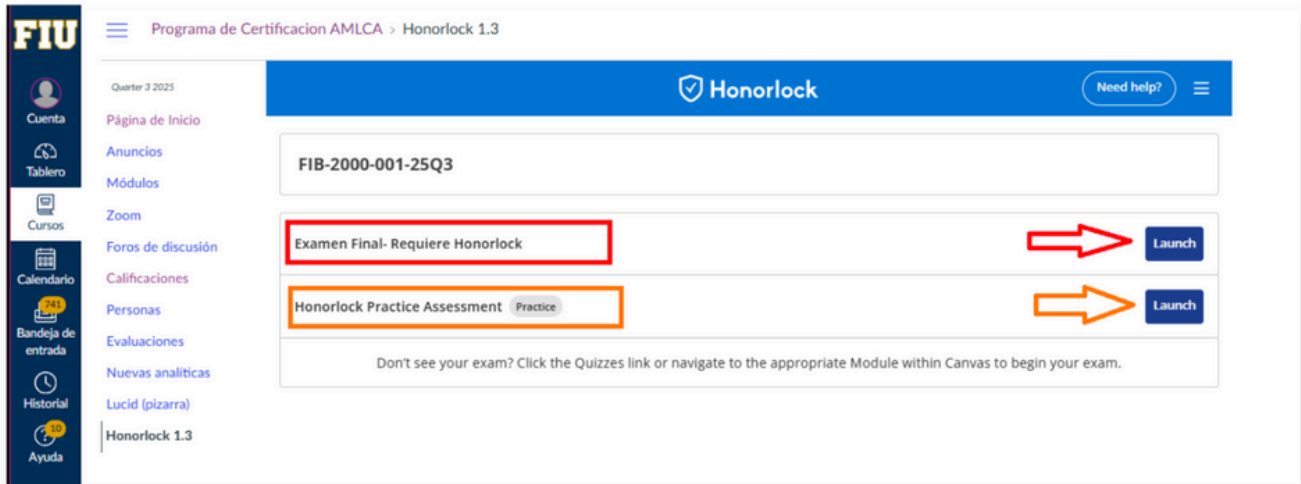 FIU
Programa de Certificacion AMLCA > Honorlock 1.3
Cuenta
Tablero
Cursos
Calendario
741
Bandeja de
entrada
Historial
10
Ayuda
Quarter 3 2025
Página de Inicio
Anuncios
Módulos
Zoom
Foros de discusión
Calificaciones
Personas
Evaluaciones
Nuevas analíticas
Lucid (pizarra)
Honorlock 1.3
Honorlock
Need help?
FIB-2000-001-25Q3
Examen Final- Requiere Honorlock
Launch
Honorlock Practice Assessment Practice
Launch
Don't see your exam? Click the Quizzes link or navigate to the appropriate Module within Canvas to begin your exam.